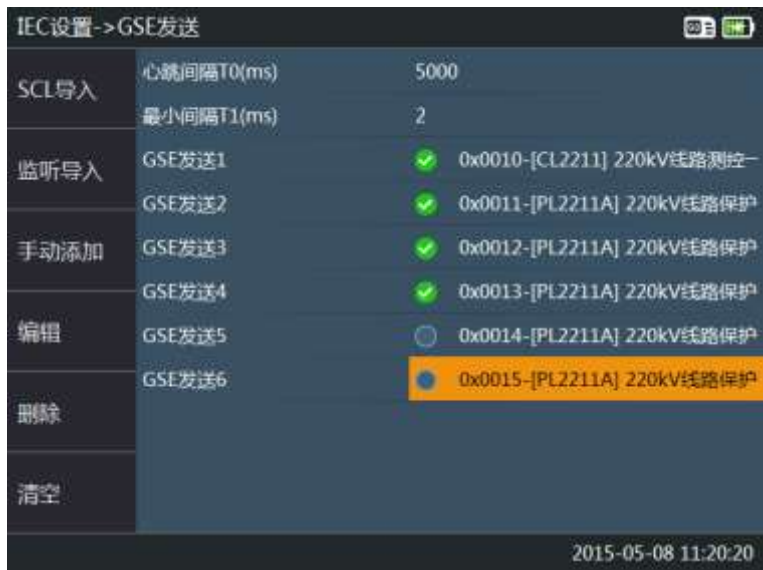 IEC设置->GSE发送
SCL导入
监听导入
手动添加
编辑
删除
清空
心跳间隔T0(ms) 5000
最小间隔T1(ms) 2
GSE发送1 0x0010-[CL2211] 220kV线路测控一
GSE发送2 0x0011-[PL2211A] 220kV线路保护
GSE发送3 0x0012-[PL2211A] 220kV线路保护
GSE发送4 0x0013-[PL2211A] 220kV线路保护
GSE发送5 0x0014-[PL2211A] 220kV线路保护
GSE发送6 0x0015-[PL2211A] 220kV线路保护
2015-05-08 11:20:20